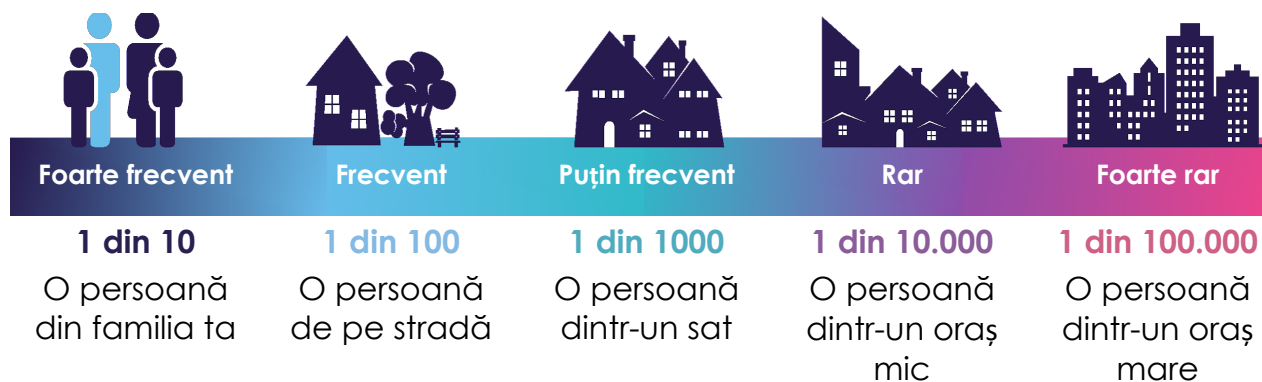 Foarte frecvent
Frecvent
Puțin frecvent
Rar
Foarte rar
1 din 10
1 din 100
1 din 1000
1 din 10.000
1 din 100.000
O persoană
din familia ta
O persoană
de pe stradă
O persoană
dintr-un sat
O persoană
dintr-un oraș
mic
O persoană
dintr-un oraș
mare